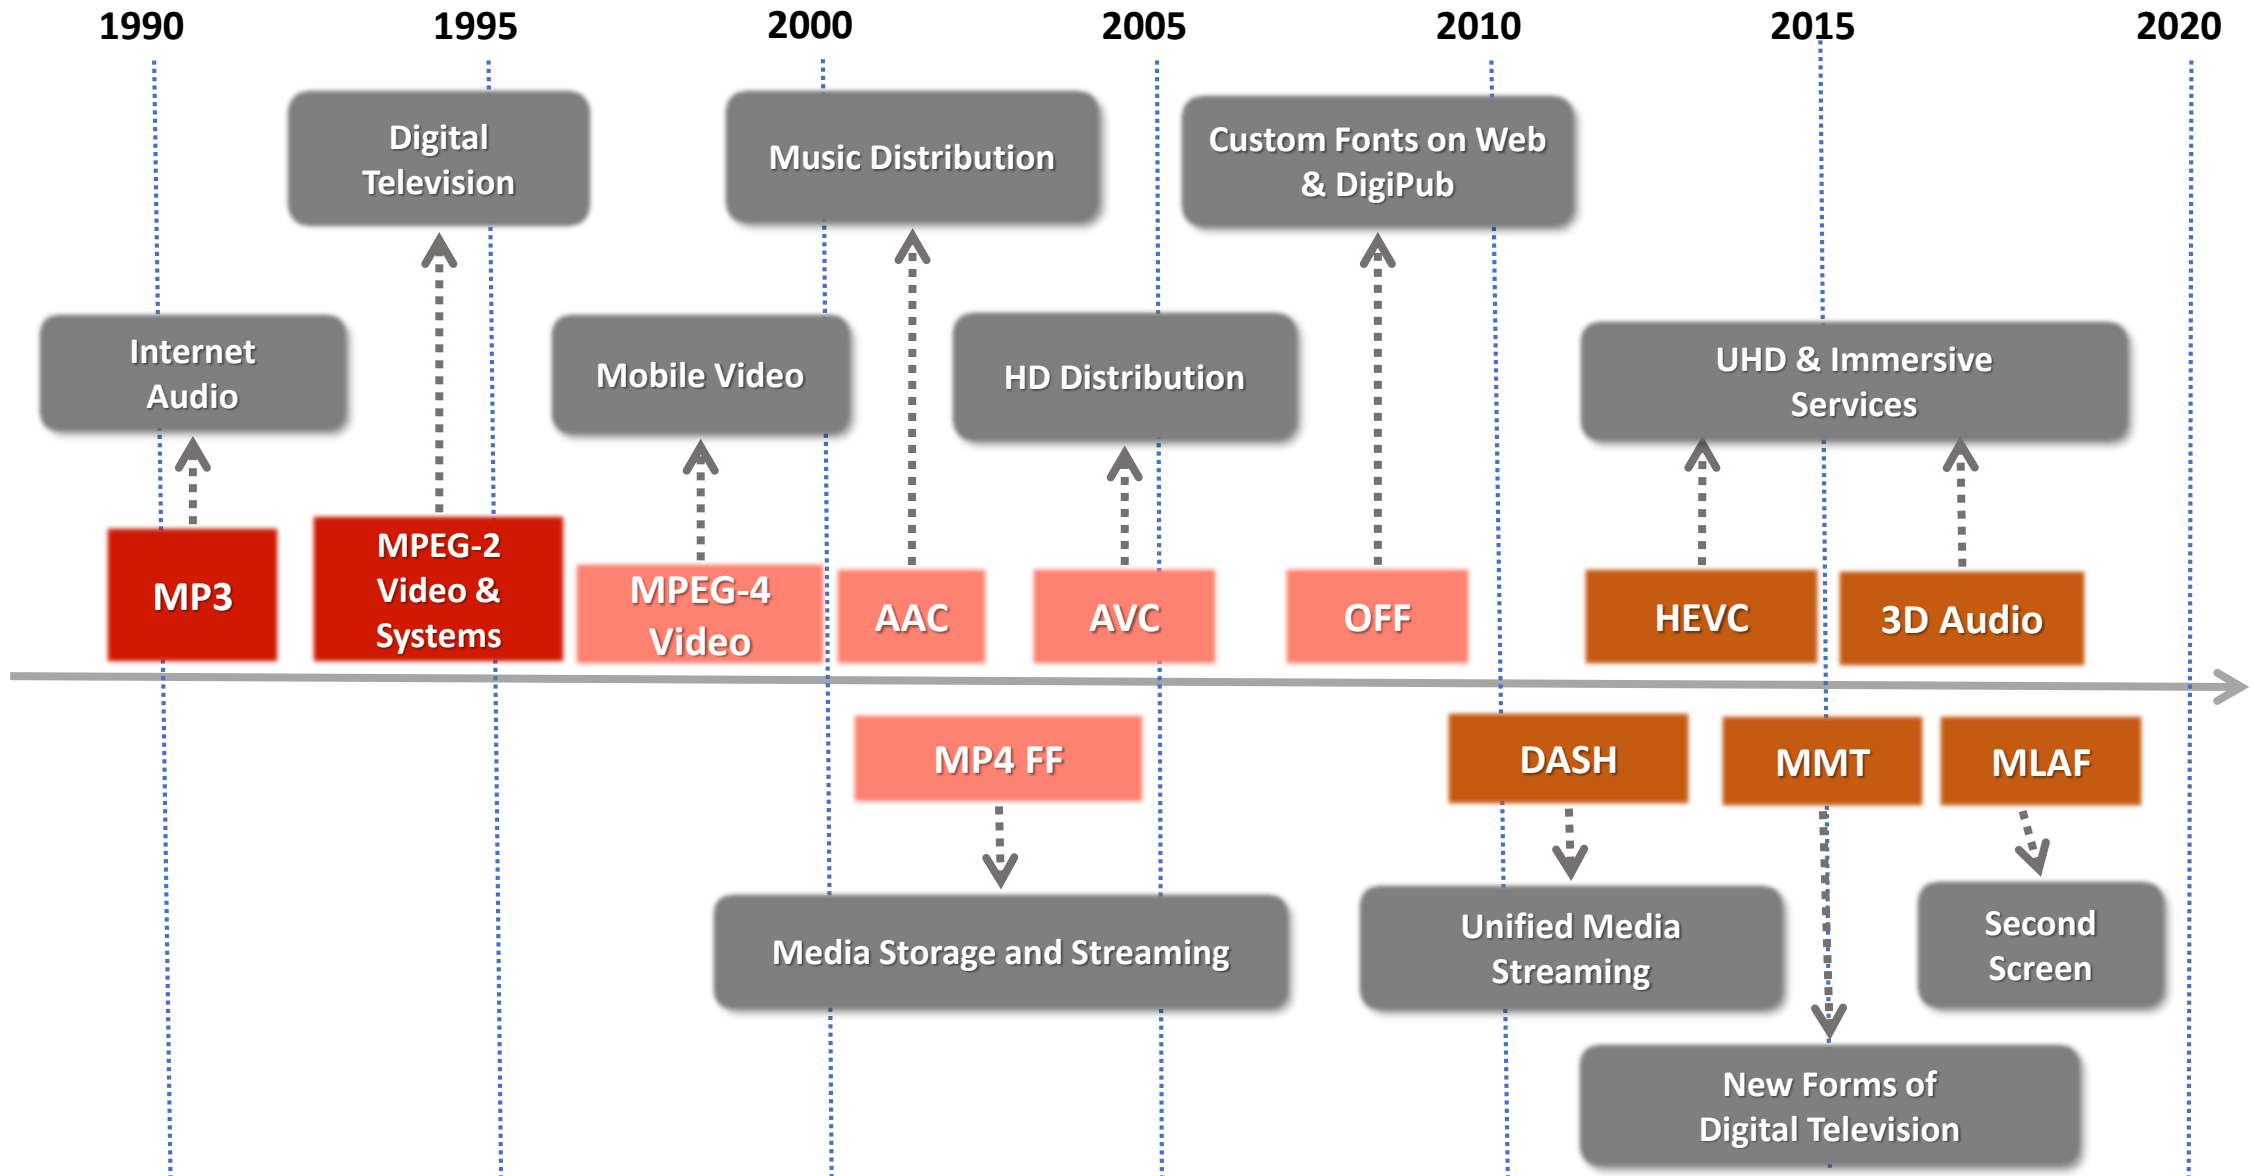 1990
1995
2000
2005
2010
2015
2020
Digital
Television
Music Distribution
Custom Fonts on Web
& DigiPub
Internet
Audio
Mobile Video
HD Distribution
UHD & Immersive
Services
MP3
MPEG-2
Video &
Systems
MPEG-4
Video
AAC
AVC
OFF
HEVC
3D Audio
MP4 FF
DASH
MMT
MLAF
Media Storage and Streaming
Unified Media
Streaming
Second
Screen
New Forms of
Digital Television